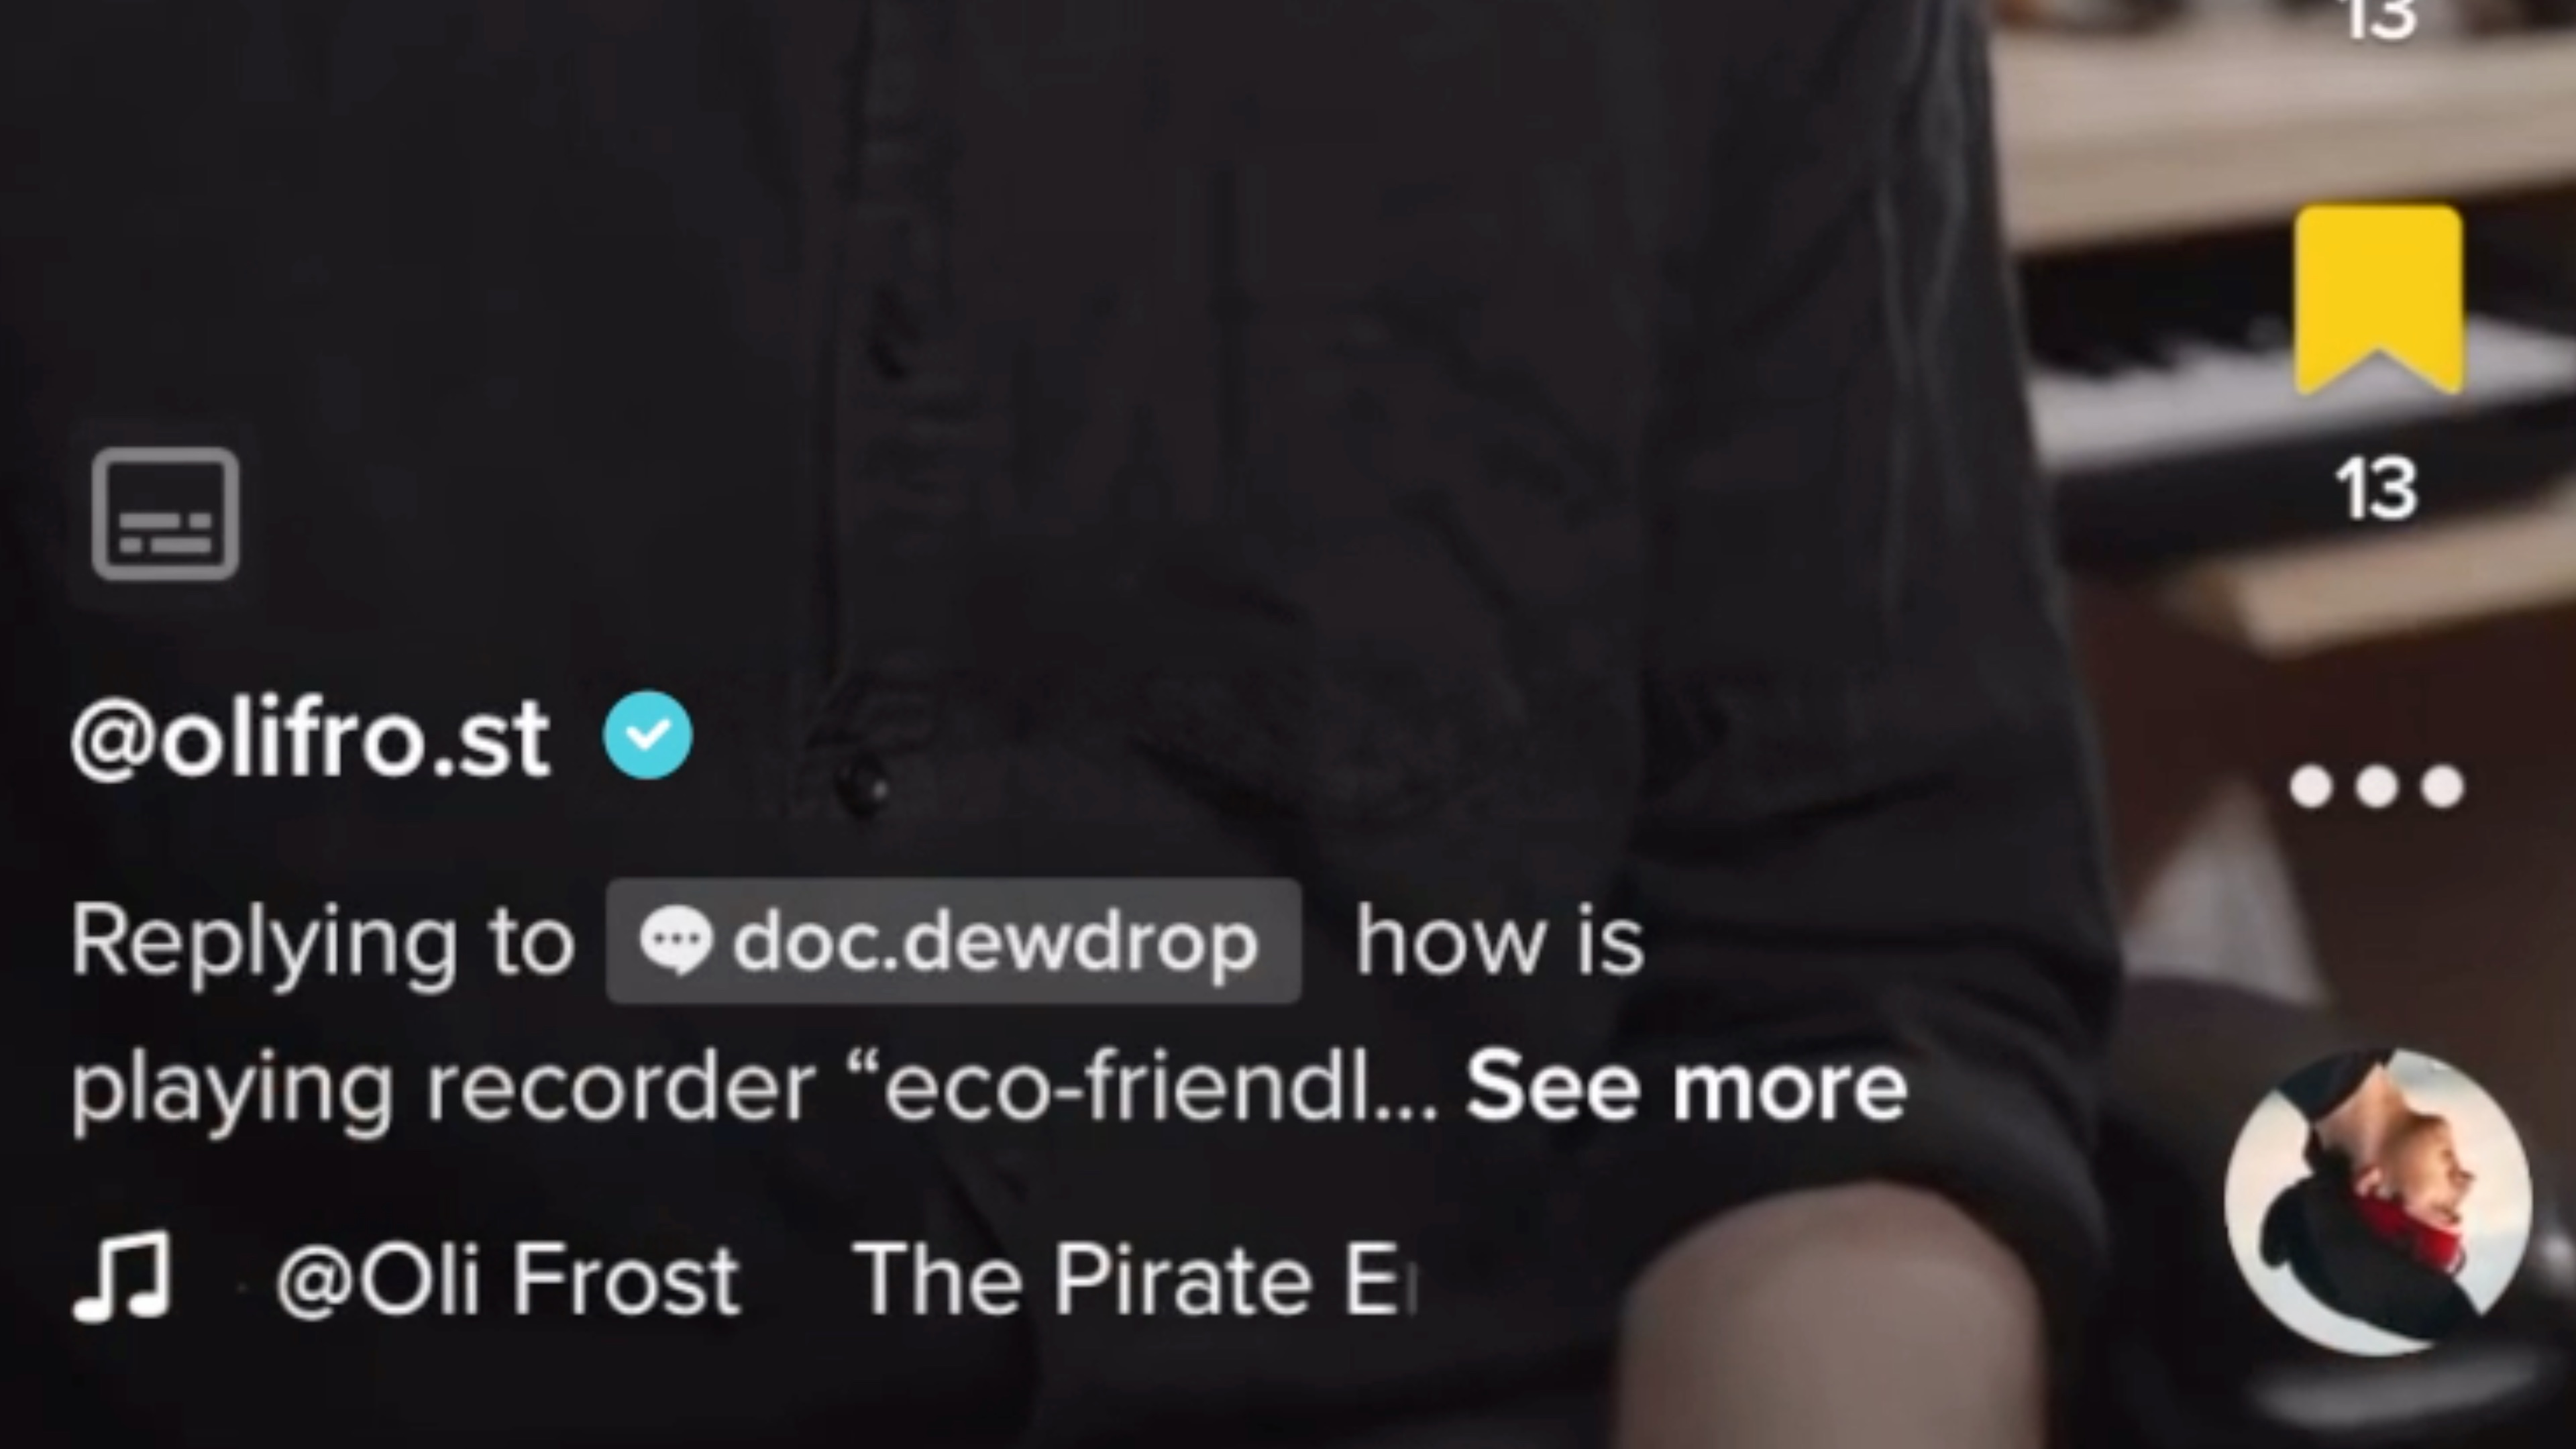 13
13
@olifro.st
Replying to doc.dewdrop how is
playing recorder “eco-friendl... See more
@Oli Frost The Pirate